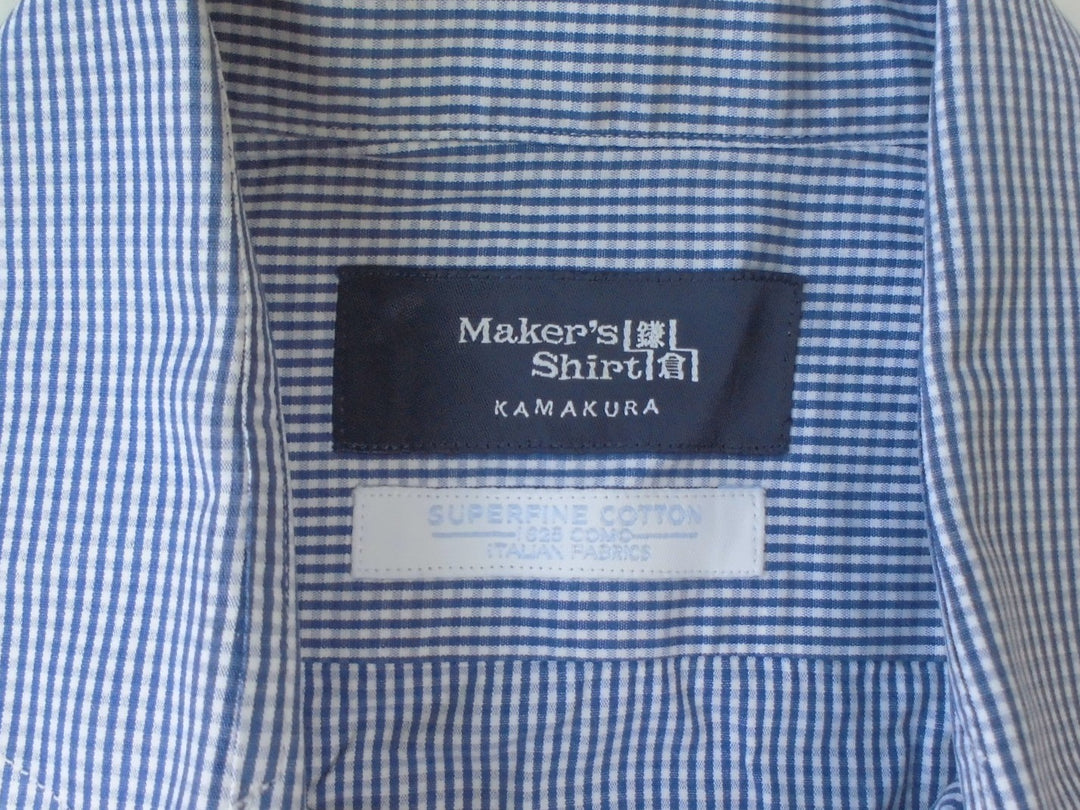 Maker's 鎌
Shirt 倉
KAMAKURA
SUPERFINE COTTON
1825 COMO
ITALIAN FABRICS